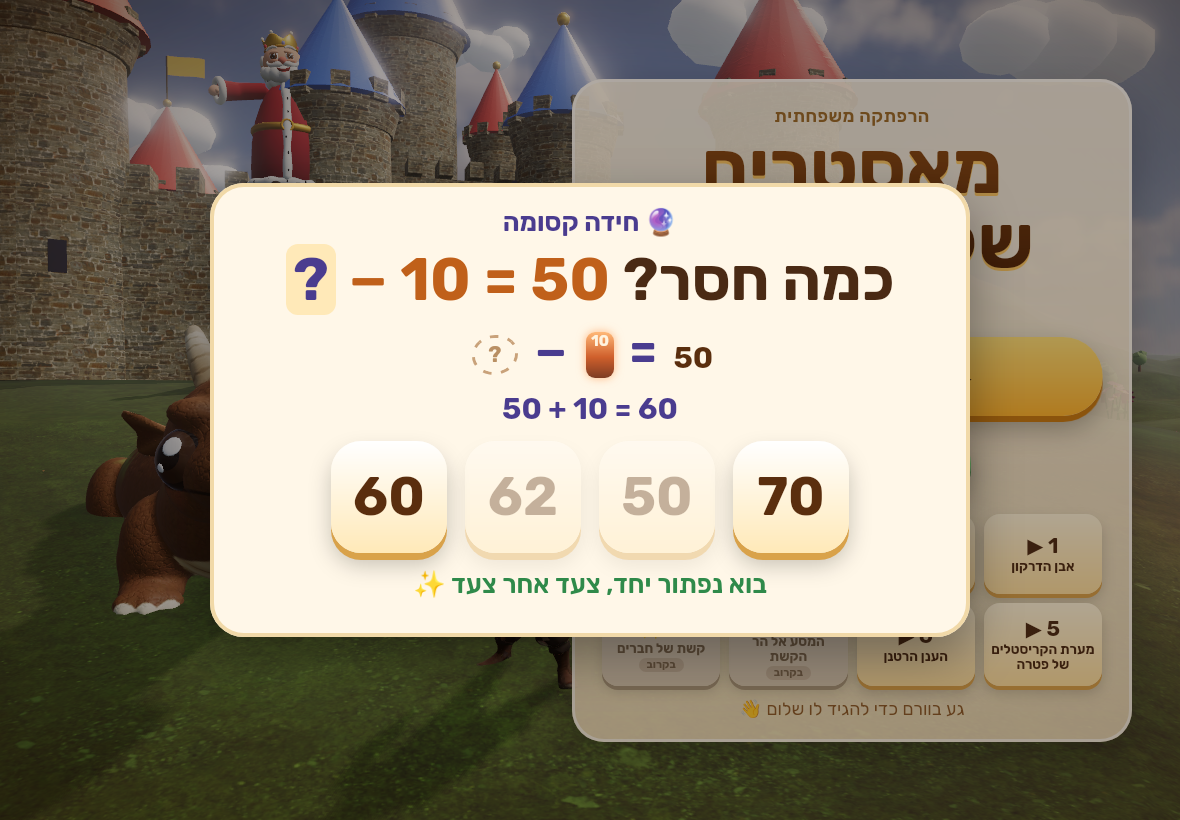 הרפתקה משפחתית
מאסטרים
🔮 חידה קסומה
כמה חסר? ? – 10 = 50
? – 10 = 50
50 + 10 = 60
60 62 50 70
בוא נפתור יחד, צעד אחר צעד ✨
▶ 1
אבן הדרקון
▶ 5
מערת הקריסטלים
של פטרה
הענן הרטנן
המסע אל הר
הקשת
בקרוב
קשת של חברים
בקרוב
גע בוורם כדי להגיד לו שלום 👋